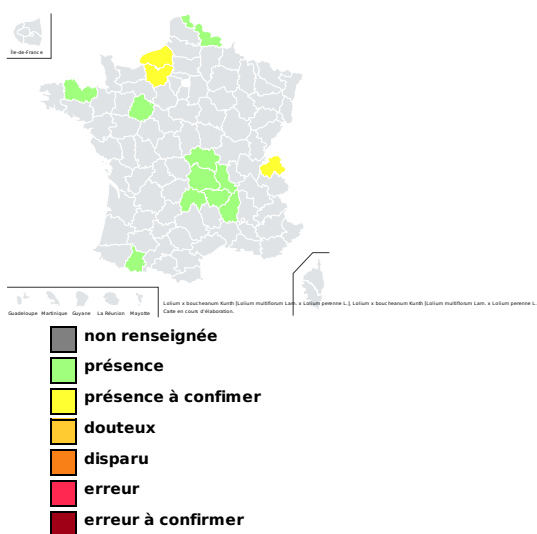 Île-de-France
Guadeloupe Martinique Guyane La Réunion Mayotte
Lolium x boucheanum Kunth [Lolium multiflorum Lam. x Lolium perenne L.], Lolium x boucheanum Kunth [Lolium multiflorum Lam. x Lolium perenne L.
Carte en cours d'élaboration.
non renseignée
présence
présence à confimer
douteux
disparu
erreur
erreur à confirmer